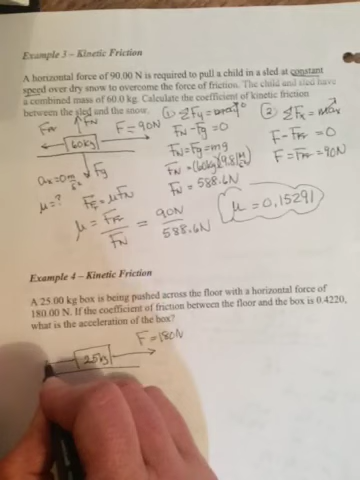 Example 3 – Kinetic Friction
A horizontal force of 90.00 N is required to pull a child in a sled at constant
speed over dry snow to overcome the force of friction. The child and sled have
a combined mass of 60.0 kg. Calculate the coefficient of kinetic friction
between the sled and the snow.
① ΣFy = may
② ΣFx = max
FN
F = 90N
60kg
Fg
ax = 0 m/s²
μ = ?
FN - Fg = 0
FN = Fg = mg
FN = (60kg)(9.81 m/s²)
FN = 588.6N
F - Ffr = 0
F = Ffr = 90N
Ff = μFN
μ = Ffr/FN = 90N/588.6N
μ = 0.15291
Example 4 – Kinetic Friction
A 25.00 kg box is being pushed across the floor with a horizontal force of
180.00 N. If the coefficient of friction between the floor and the box is 0.4220,
what is the acceleration of the box?
F = 180N
25kg